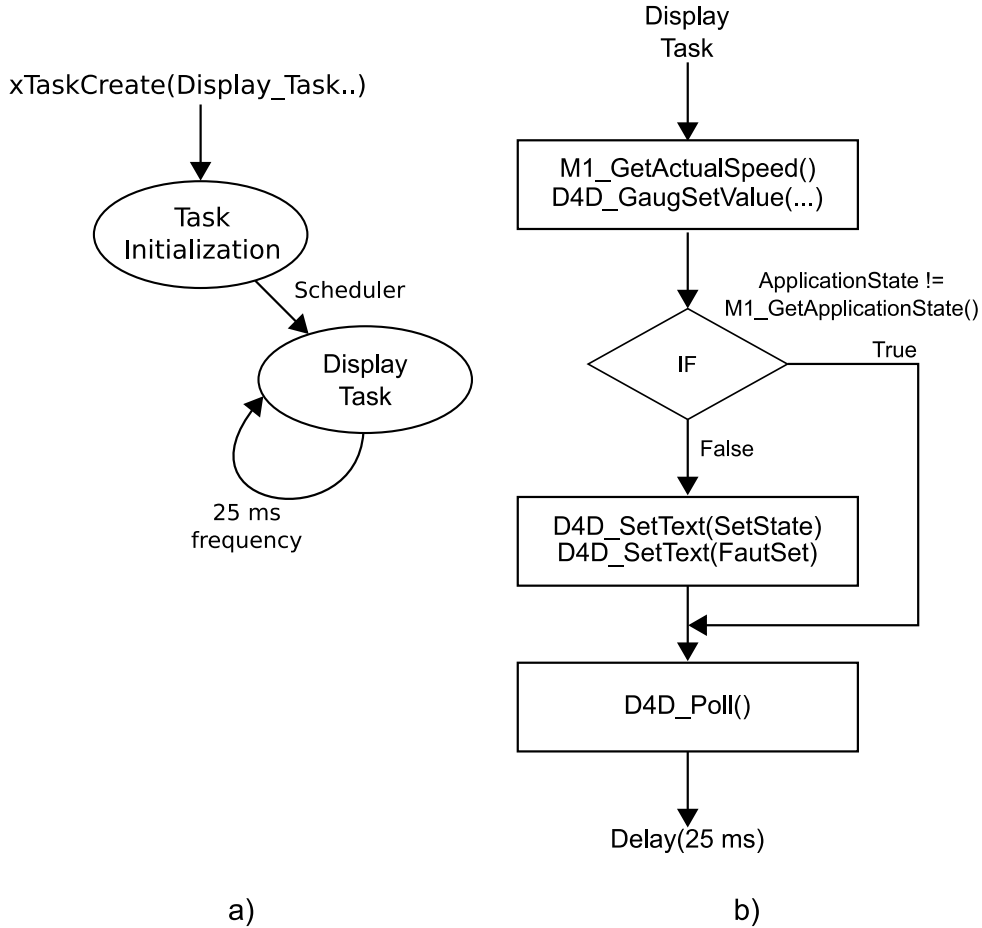 xTaskCreate(Display_Task..)
Task
Initialization
Scheduler
Display
Task
25 ms
frequency
a)
Display
Task
M1_GetActualSpeed()
D4D_GaugSetValue(...)
ApplicationState !=
M1_GetApplicationState()
IF
True
False
D4D_SetText(SetState)
D4D_SetText(FautSet)
D4D_Poll()
Delay(25 ms)
b)